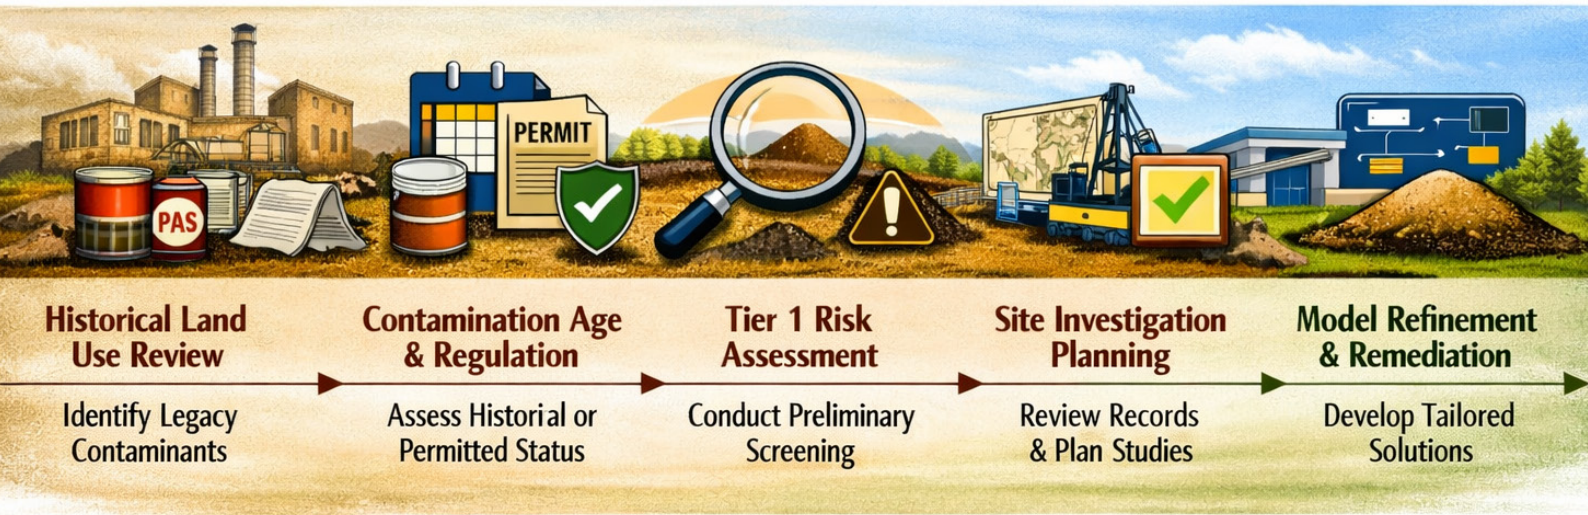 PAS
PERMIT
Historical Land
Use Review
Contamination Age
& Regulation
Tier 1 Risk
Assessment
Site Investigation
Planning
Model Refinement
& Remediation
Identify Legacy
Contaminants
Assess Historial or
Permitted Status
Conduct Preliminary
Screening
Review Records
& Plan Studies
Develop Tailored
Solutions